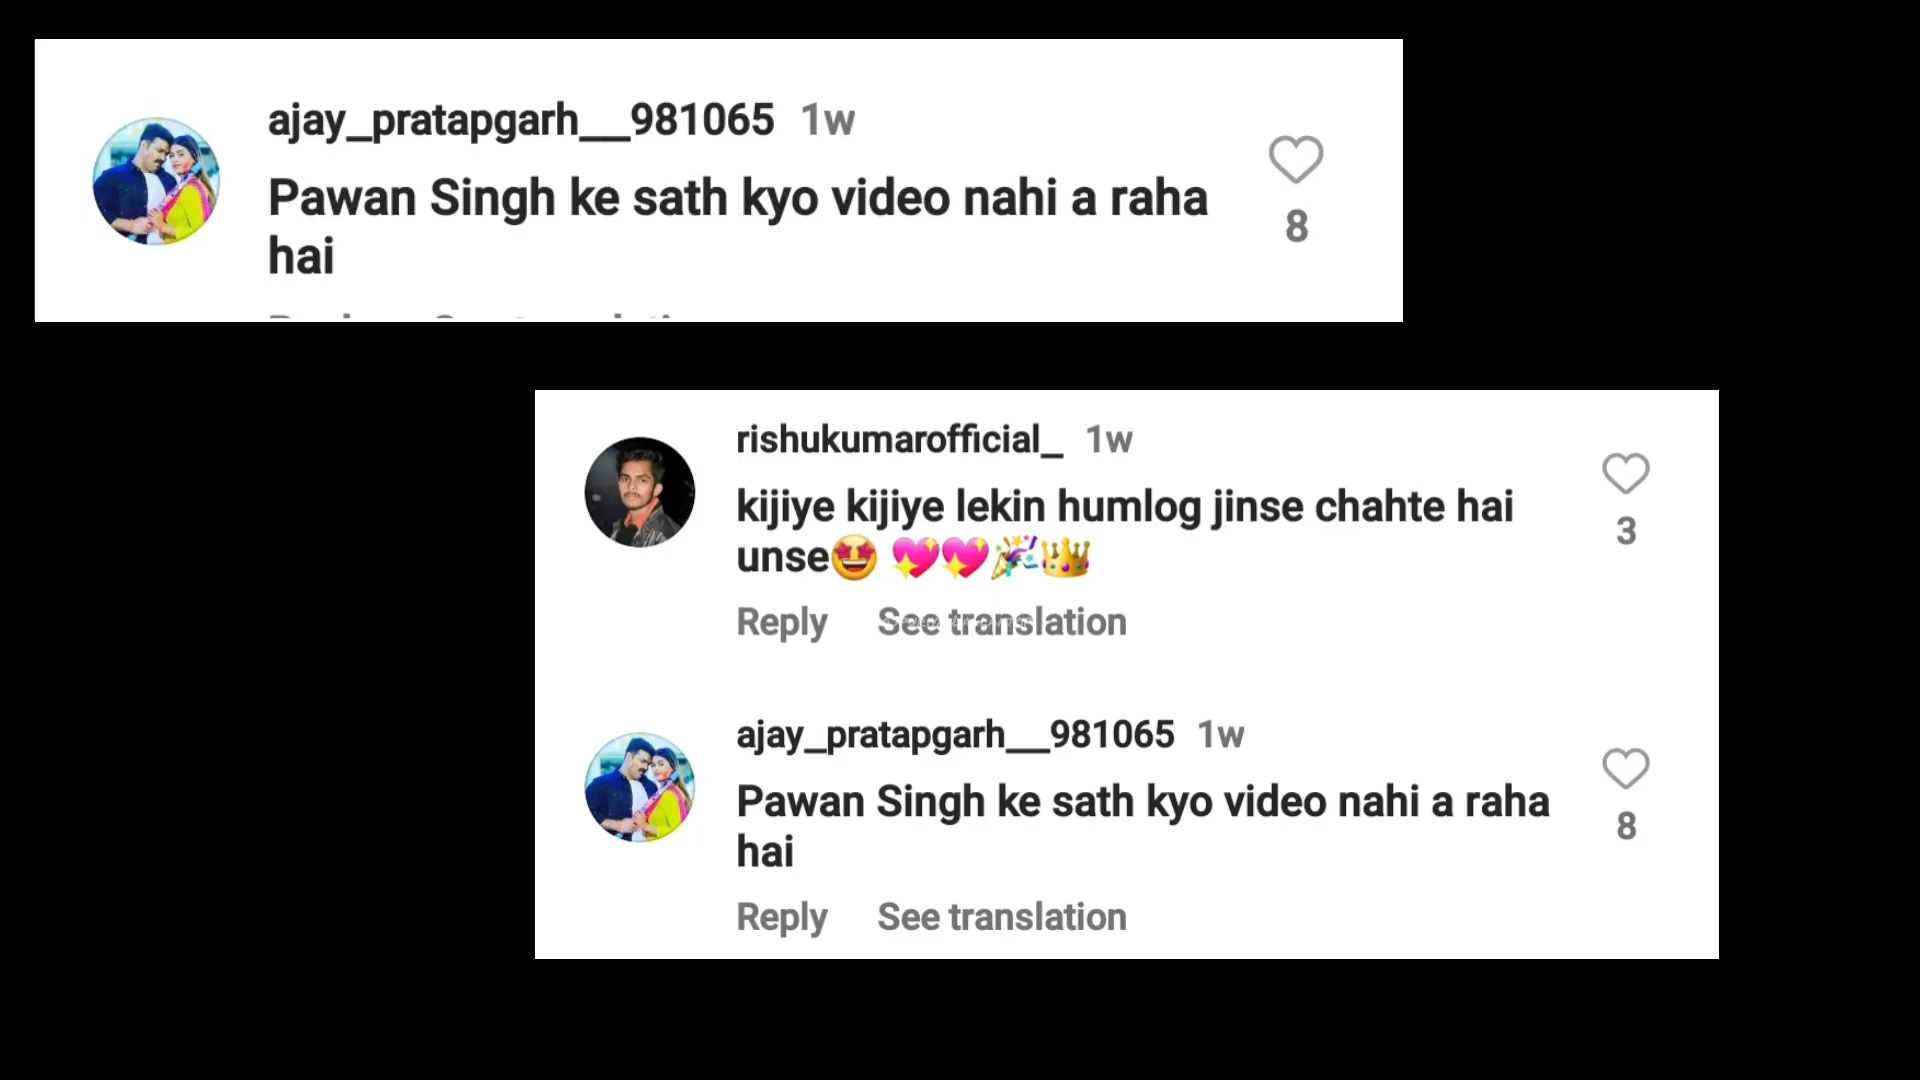 ajay_pratapgarh__981065 1w
Pawan Singh ke sath kyo video nahi a raha
hai
8
rishukumarofficial_ 1w
kijiye kijiye lekin humlog jinse chahte hai
unse🤩 💖💖🎉👑
3
Reply See translation
ajay_pratapgarh__981065 1w
Pawan Singh ke sath kyo video nahi a raha
hai
8
Reply See translation